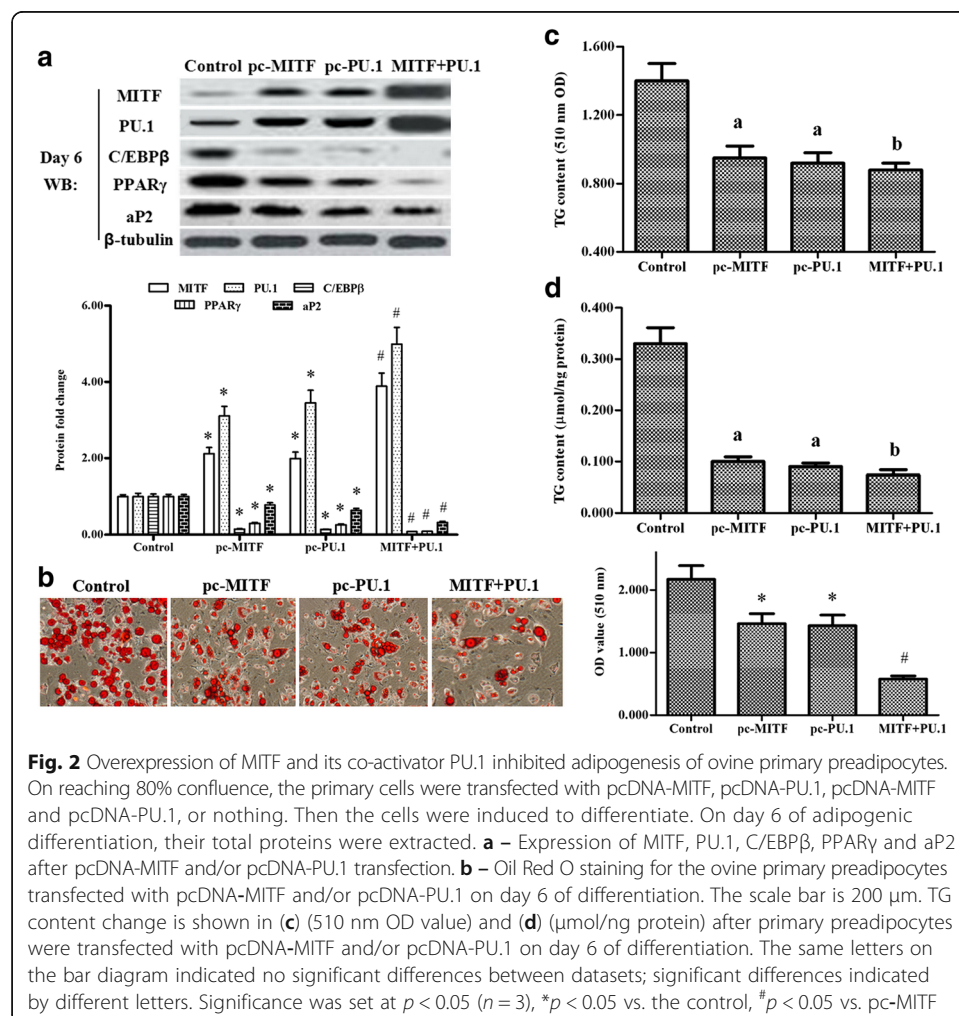 a
Control pc-MITF pc-PU.1 MITF+PU.1
MITF
PU.1
Day 6
C/EBPβ
WB:
PPARγ
aP2
β-tubulin
MITF PU.1 C/EBPβ
PPARγ aP2
Protein fold change
6.00
4.00
2.00
0.00
* * * * *
* * * * *
# # # # #
Control pc-MITF pc-PU.1 MITF+PU.1
b
Control pc-MITF pc-PU.1 MITF+PU.1
OD value (510 nm)
2.000
1.000
0.000
* * #
Control pc-MITF pc-PU.1 MITF+PU.1
c
TG content (510 nm OD)
1.600
1.200
0.800
0.400
a a b
Control pc-MITF pc-PU.1 MITF+PU.1
d
TG content (μmol/ng protein)
0.300
0.100
0.000
a a b
Control pc-MITF pc-PU.1 MITF+PU.1
Fig. 2 Overexpression of MITF and its co-activator PU.1 inhibited adipogenesis of ovine primary preadipocytes.
On reaching 80% confluence, the primary cells were transfected with pcDNA-MITF, pcDNA-PU.1, pcDNA-MITF
and pcDNA-PU.1, or nothing. Then the cells were induced to differentiate. On day 6 of adipogenic
differentiation, their total proteins were extracted. a – Expression of MITF, PU.1, C/EBPβ, PPARγ and aP2
after pcDNA-MITF and/or pcDNA-PU.1 transfection. b – Oil Red O staining for the ovine primary preadipocytes
transfected with pcDNA-MITF and/or pcDNA-PU.1 on day 6 of differentiation. The scale bar is 200 μm. TG
content change is shown in (c) (510 nm OD value) and (d) (μmol/ng protein) after primary preadipocytes
were transfected with pcDNA-MITF and/or pcDNA-PU.1 on day 6 of differentiation. The same letters on
the bar diagram indicated no significant differences between datasets; significant differences indicated
by different letters. Significance was set at p < 0.05 (n = 3), *p < 0.05 vs. the control, #p < 0.05 vs. pc-MITF